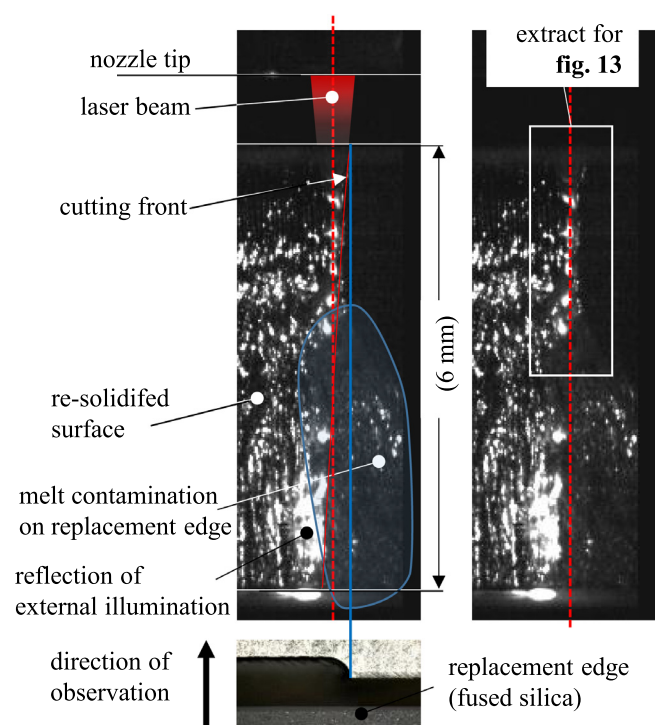 nozzle tip
laser beam
cutting front
re-solidifed
surface
melt contamination
on replacement edge
reflection of
external illumination
direction of
observation
extract for
fig. 13
(6 mm)
replacement edge
(fused silica)